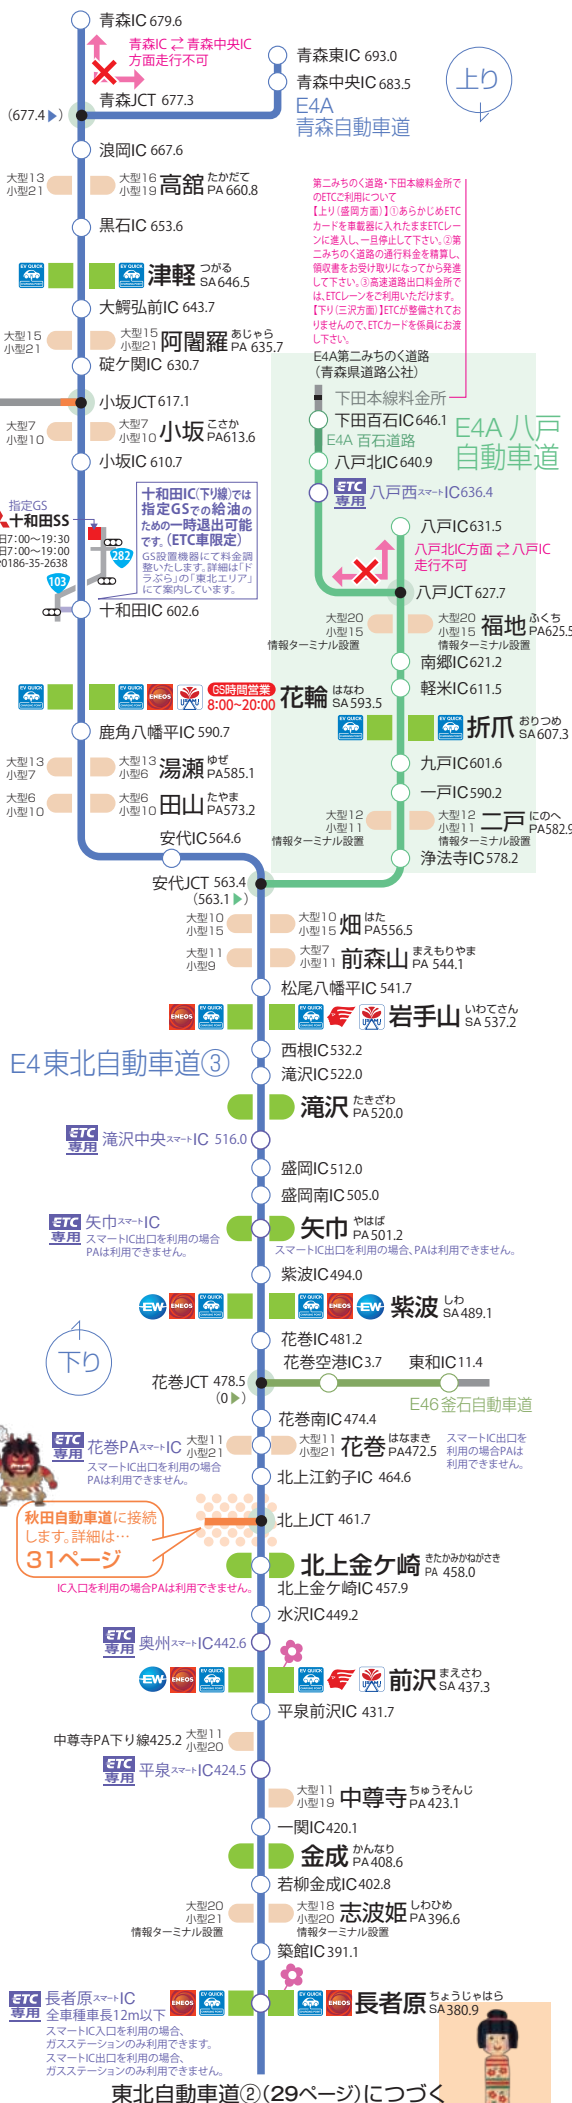 青森IC 679.6
青森IC ⇄ 青森中央IC
方面走行不可
青森東IC 693.0
青森中央IC 683.5
E4A
青森自動車道
上り
青森JCT 677.3
(677.4▶)
浪岡IC 667.6
大型13
小型21
大型16
小型19
高舘 たかだて
PA 660.8
黒石IC 653.6
EV QUICK
EV QUICK
津軽 つがる
SA 646.5
大鰐弘前IC 643.7
大型15
小型21
大型15
小型21
阿闍羅 あじゃら
PA 635.7
碇ケ関IC 630.7
小坂JCT 617.1
大型7
小型10
大型7
小型10
小坂 こさか
PA613.6
小坂IC 610.7
第二みちのく道路・下田本線料金所で
のETCご利用について
【上り(盛岡方面)】①あらかじめETC
カードを車載器に入れたままETCレー
ンに進入し、一旦停止して下さい。②第
二みちのく道路の通行料金を精算し、
領収書をお受け取りになってから発進
して下さい。③高速道路出口料金所で
は、ETCレーンをご利用いただけます。
【下り(三沢方面)】ETCが整備されてお
りませんので、ETCカードを係員にお渡
し下さい。
E4A第二みちのく道路
(青森県道路公社)
下田本線料金所
下田百石IC 646.1
E4A 百石道路
八戸北IC 640.9
E4A 八戸
自動車道
ETC
専用
八戸西スマートIC636.4
八戸IC 631.5
八戸北IC方面 ⇄ 八戸IC
走行不可
八戸JCT 627.7
大型20
小型15
情報ターミナル設置
大型20
小型15
情報ターミナル設置
福地 ふくち
PA625.5
南郷IC 621.2
軽米IC 611.5
EV QUICK
EV QUICK
折爪 おりつめ
SA 607.3
九戸IC 601.6
一戸IC 590.2
大型12
小型11
情報ターミナル設置
大型12
小型11
情報ターミナル設置
二戸 にのへ
PA582.9
浄法寺IC 578.2
指定GS
十和田SS
日7:00〜19:30
日7:00〜19:00
0186-35-2638
十和田IC(下り線)では
指定GSでの給油の
ための一時退出可能
です。(ETC車限定)
GS設置機器にて料金調
整いたします。詳細は「ド
ラぷら」の「東北エリア」
にて案内しています。
282
103
十和田IC 602.6
EV QUICK
EV QUICK
ENEOS
GS時間営業
8:00~20:00
花輪 はなわ
SA 593.5
鹿角八幡平IC 590.7
大型13
小型7
大型13
小型6
湯瀬 ゆぜ
PA585.1
大型6
小型10
大型6
小型10
田山 たやま
PA573.2
安代IC 564.6
安代JCT 563.4
(563.1▶)
大型10
小型15
大型10
小型15
畑 はた
PA556.5
大型11
小型9
大型7
小型11
前森山 まえもりやま
PA 544.1
松尾八幡平IC 541.7
ENEOS
EV QUICK
EV QUICK
岩手山 いわてさん
SA 537.2
E4 東北自動車道③
西根IC 532.2
滝沢IC 522.0
滝沢 たきざわ
PA 520.0
ETC
専用
滝沢中央スマートIC 516.0
盛岡IC 512.0
盛岡南IC 505.0
ETC
専用
矢巾スマートIC
スマートIC出口を利用の場合
PAは利用できません。
矢巾 やはば
PA 501.2
スマートIC出口を利用の場合、PAは利用できません。
紫波IC 494.0
EW
ENEOS
EV QUICK
EV QUICK
ENEOS
EW
紫波 しわ
SA 489.1
下り
花巻IC 481.2
花巻空港IC3.7
東和IC11.4
花巻JCT 478.5
(0▶)
E46 釜石自動車道
花巻南IC 474.4
ETC
専用
花巻PAスマートIC
スマートIC出口を利用の場合
PAは利用できません。
大型11
小型21
大型11
小型21
花巻 はなまき
PA472.5
スマートIC出口を
利用の場合PAは
利用できません。
北上江釣子IC 464.6
秋田自動車道に接続
します。詳細は…
31ページ
北上JCT 461.7
北上金ケ崎 きたかみかねがさき
PA 458.0
IC入口を利用の場合PAは利用できません。
北上金ケ崎IC 457.9
水沢IC 449.2
ETC
専用
奥州スマートIC442.6
EW
ENEOS
EV QUICK
EV QUICK
前沢 まえさわ
SA 437.3
平泉前沢IC 431.7
中尊寺PA下り線425.2
大型11
小型20
ETC
専用
平泉スマートIC424.5
大型11
小型19
中尊寺 ちゅうそんじ
PA 423.1
一関IC 420.1
金成 かんなり
PA 408.6
若柳金成IC 402.8
大型20
小型21
情報ターミナル設置
大型18
小型20
情報ターミナル設置
志波姫 しわひめ
PA 396.6
築館IC 391.1
ETC
専用
長者原スマートIC
全車種車長12m以下
スマートIC入口を利用の場合、
ガスステーションのみ利用できます。
スマートIC出口を利用の場合、
ガスステーションのみ利用できません。
ENEOS
EV QUICK
EV QUICK
ENEOS
長者原 ちょうじゃはら
SA 380.9
東北自動車道②(29ページ)につづく